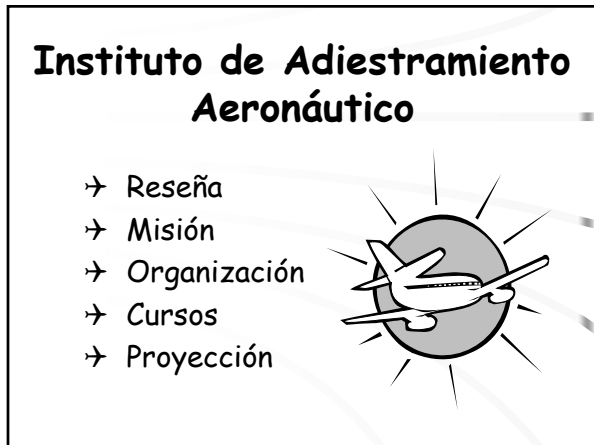 Instituto de Adiestramiento
Aeronáutico
✈ Reseña
✈ Misión
✈ Organización
✈ Cursos
✈ Proyección